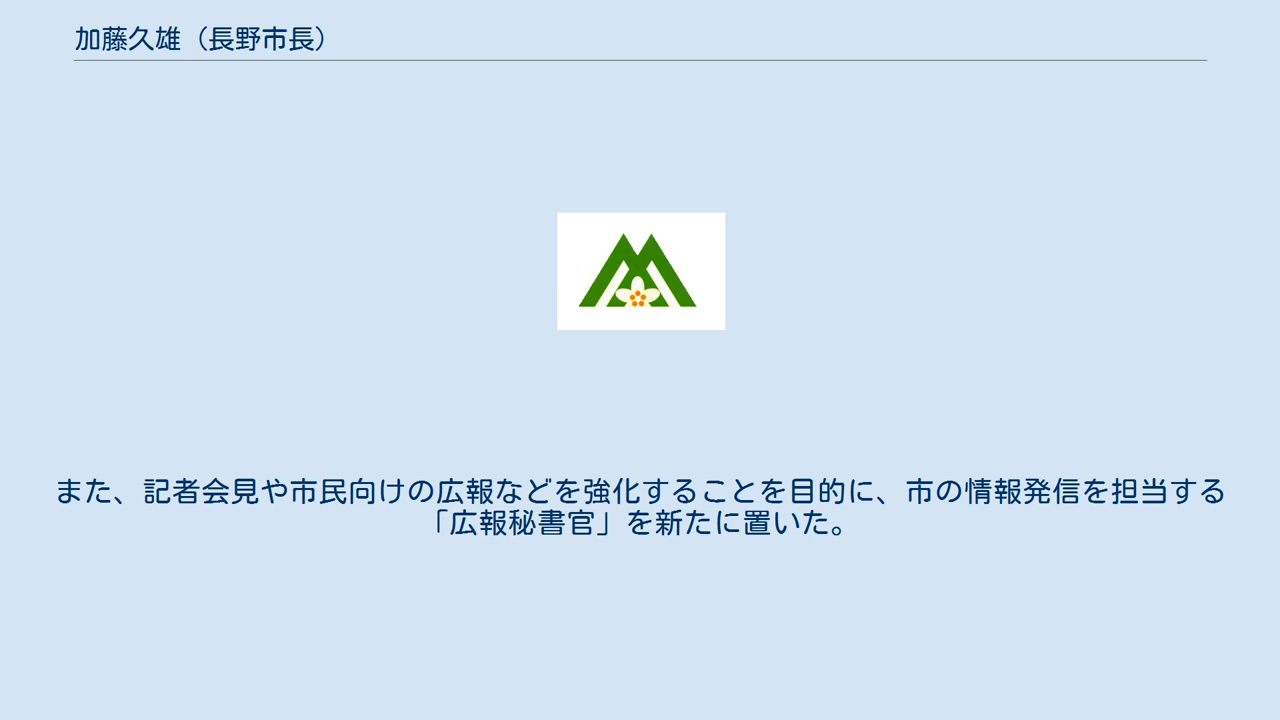 加藤久雄（長野市長）
また、記者会見や市民向けの広報などを強化することを目的に、市の情報発信を担当する
「広報秘書官」を新たに置いた。